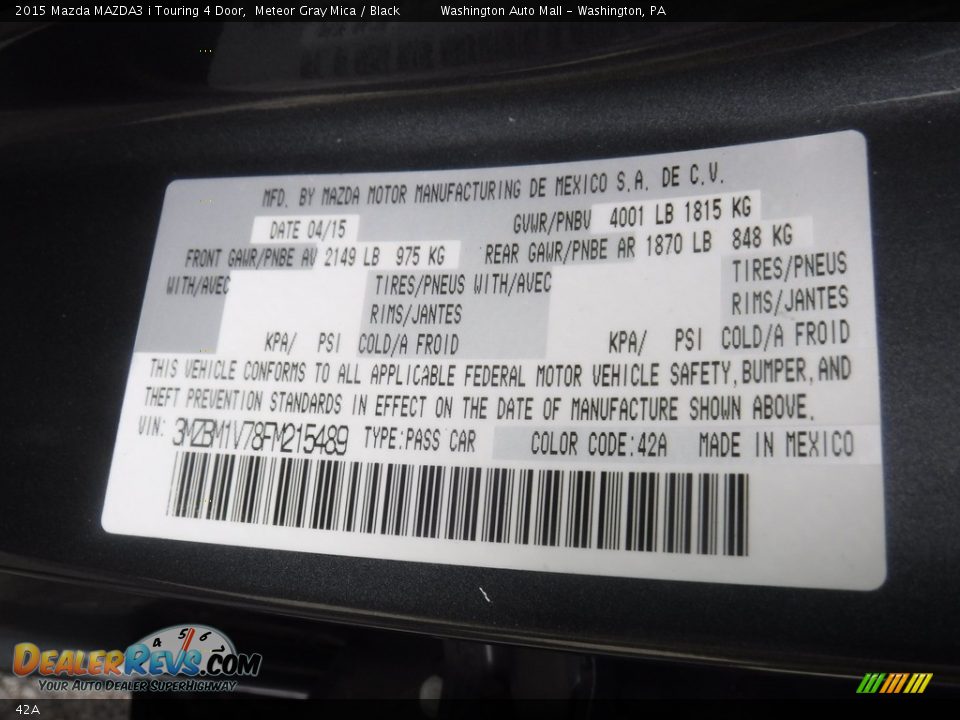 2015 Mazda MAZDA3 i Touring 4 Door, Meteor Gray Mica / Black Washington Auto Mall - Washington, PA
MFD. BY MAZDA MOTOR MANUFACTURING DE MEXICO S.A. DE C.V.
DATE 04/15 GVWR/PNBV 4001 LB 1815 KG
FRONT GAWR/PNBE AV 2149 LB 975 KG REAR GAWR/PNBE AR 1870 LB 848 KG
WITH/AVEC TIRES/PNEUS WITH/AVEC TIRES/PNEUS
RIMS/JANTES RIMS/JANTES
KPA/ PSI COLD/A FROID KPA/ PSI COLD/A FROID
THIS VEHICLE CONFORMS TO ALL APPLICABLE FEDERAL MOTOR VEHICLE SAFETY, BUMPER, AND
THEFT PREVENTION STANDARDS IN EFFECT ON THE DATE OF MANUFACTURE SHOWN ABOVE.
VIN: 3MZBM1V78FM215489 TYPE:PASS CAR COLOR CODE:42A MADE IN MEXICO
4 5 6
DEALERREVS.COM
YOUR AUTO DEALER SUPERHIGHWAY
42A